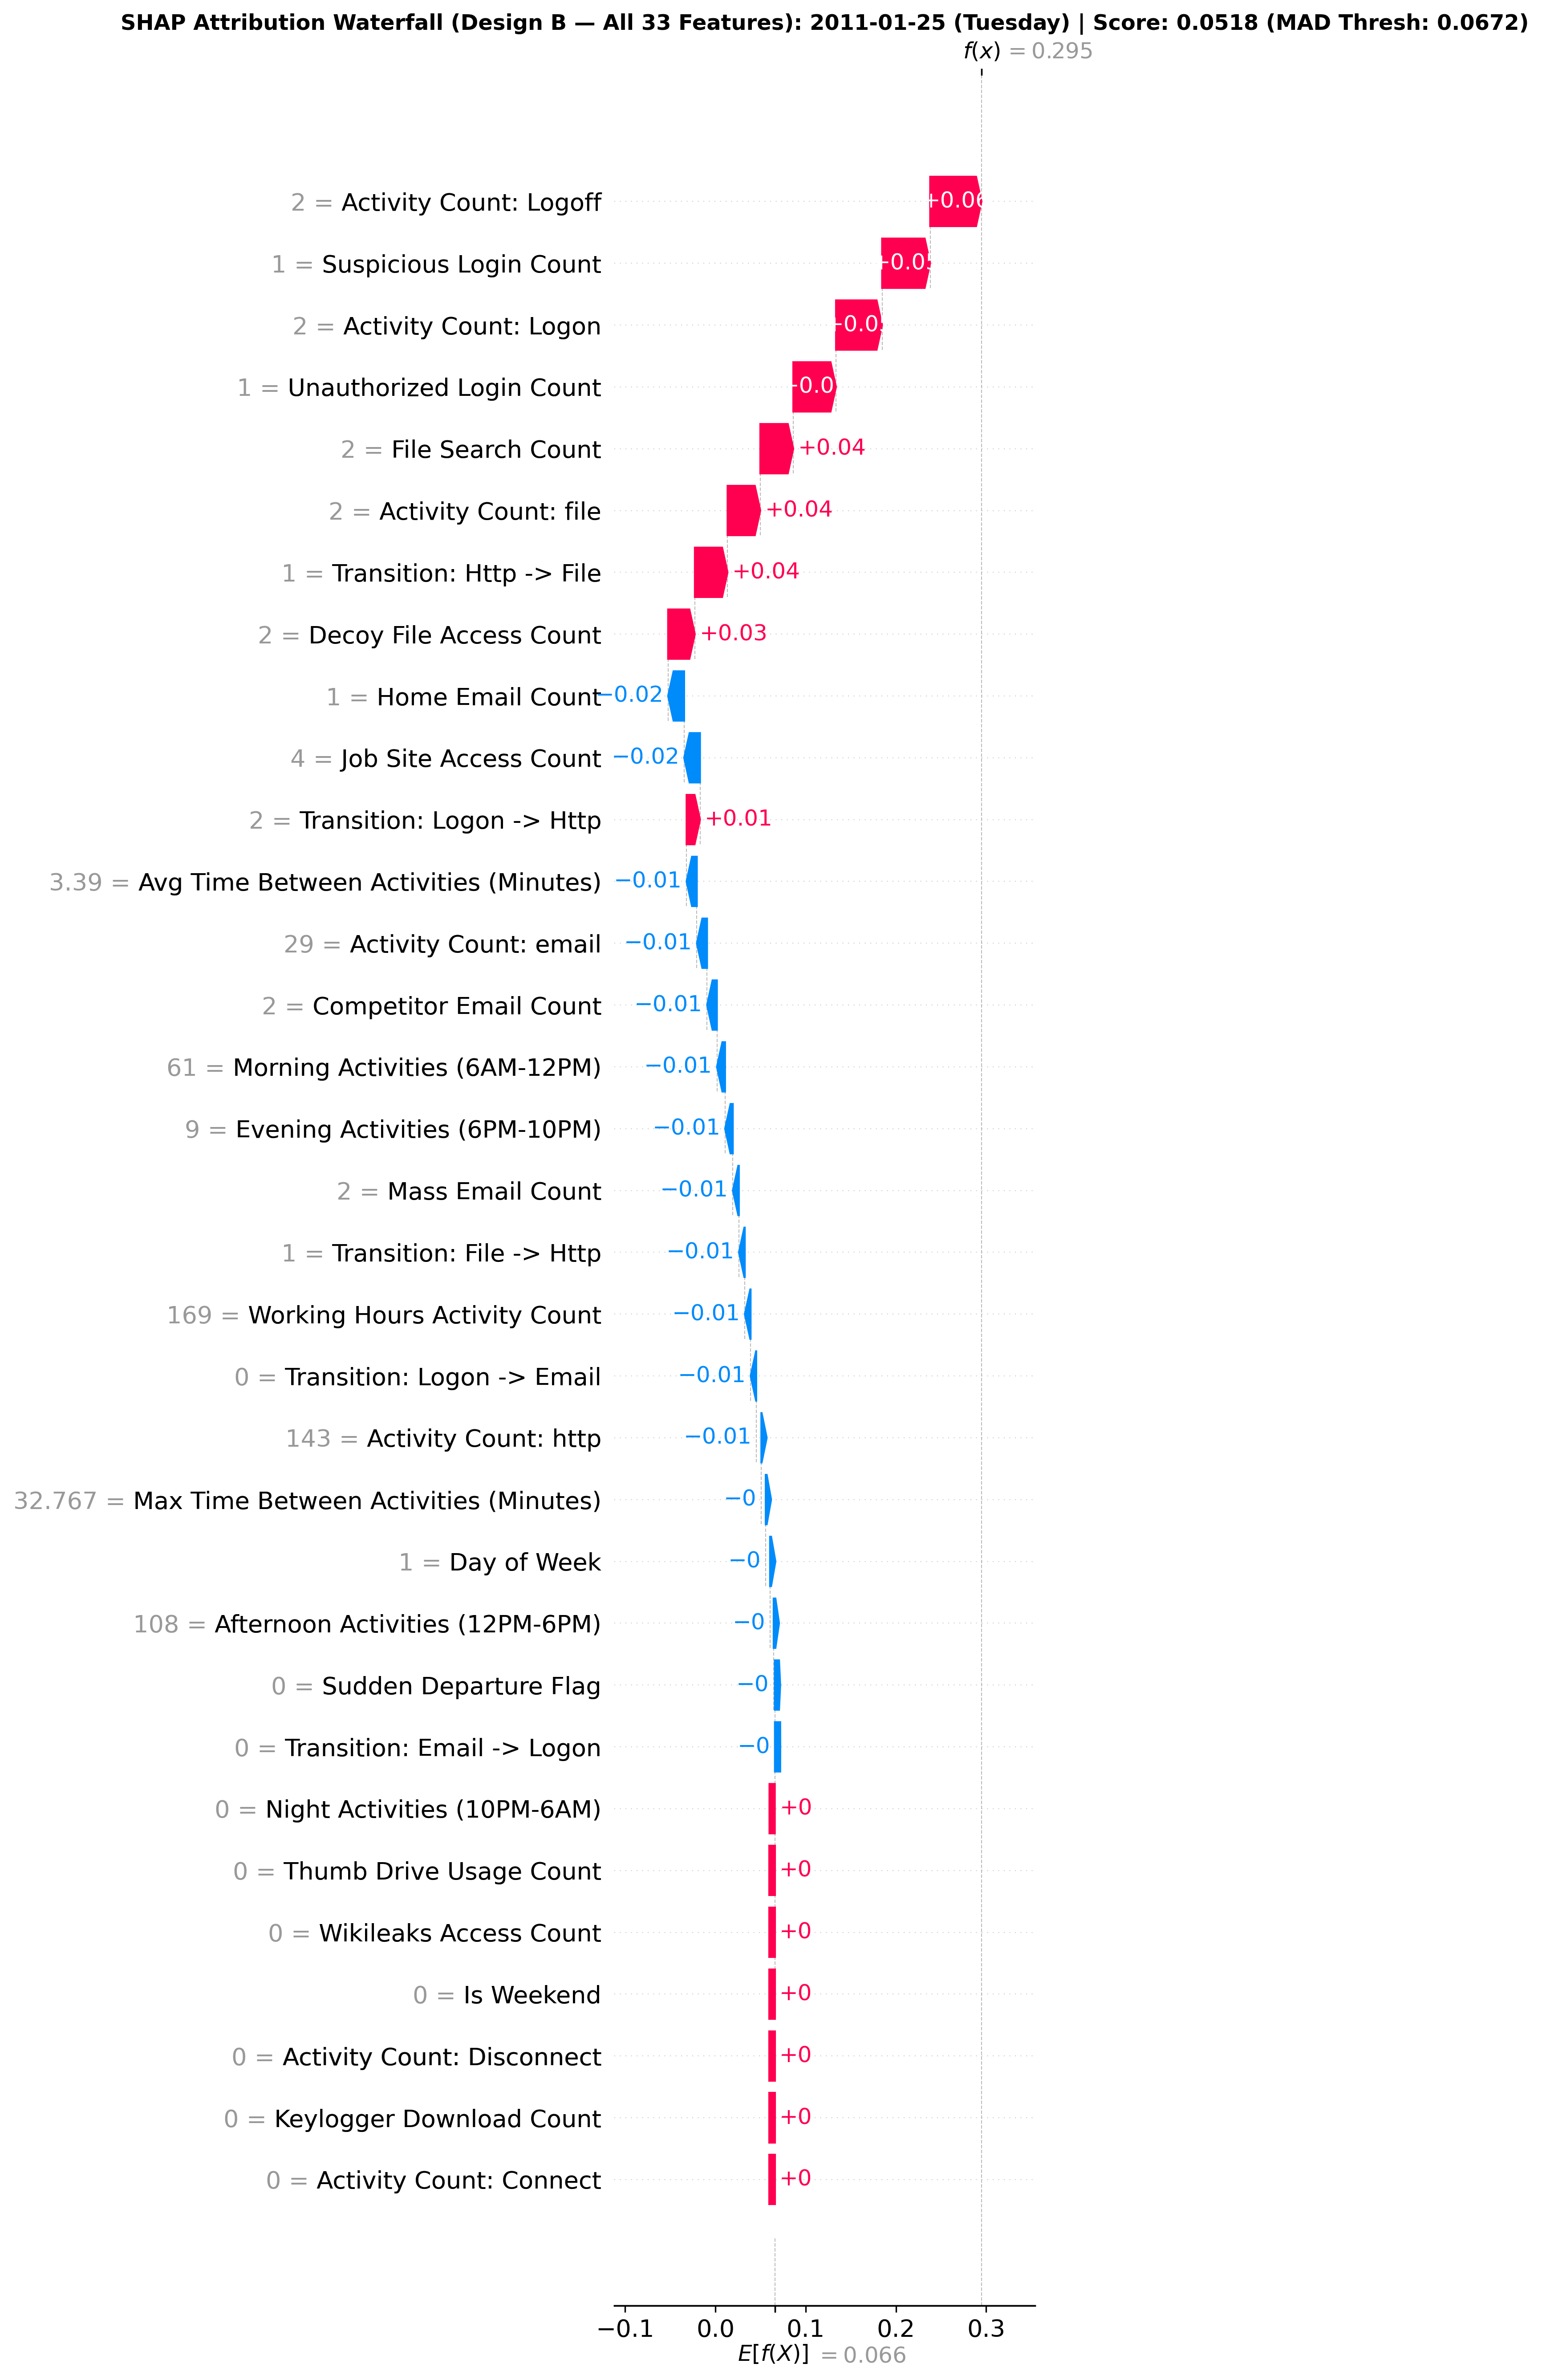 SHAP Attribution Waterfall (Design B — All 33 Features): 2011-01-25 (Tuesday) | Score: 0.0518 (MAD Thresh: 0.0672)
f(x) = 0.295
2 = Activity Count: Logoff +0.06
1 = Suspicious Login Count
2 = Activity Count: Logon
1 = Unauthorized Login Count
2 = File Search Count +0.04
2 = Activity Count: file +0.04
1 = Transition: Http -> File +0.04
2 = Decoy File Access Count +0.03
1 = Home Email Count −0.02
4 = Job Site Access Count −0.02
2 = Transition: Logon -> Http +0.01
3.39 = Avg Time Between Activities (Minutes) −0.01
29 = Activity Count: email −0.01
2 = Competitor Email Count −0.01
61 = Morning Activities (6AM-12PM) −0.01
9 = Evening Activities (6PM-10PM) −0.01
2 = Mass Email Count −0.01
1 = Transition: File -> Http −0.01
169 = Working Hours Activity Count −0.01
0 = Transition: Logon -> Email −0.01
143 = Activity Count: http −0.01
32.767 = Max Time Between Activities (Minutes) −0
1 = Day of Week −0
108 = Afternoon Activities (12PM-6PM) −0
0 = Sudden Departure Flag −0
0 = Transition: Email -> Logon −0
0 = Night Activities (10PM-6AM) +0
0 = Thumb Drive Usage Count +0
0 = Wikileaks Access Count +0
0 = Is Weekend +0
0 = Activity Count: Disconnect +0
0 = Keylogger Download Count +0
0 = Activity Count: Connect +0
−0.1 0.0 0.1 0.2 0.3
E[f(X)] = 0.066